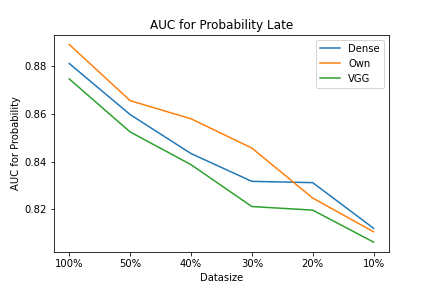 AUC for Probability Late
Dense
Own
VGG
AUC for Probability
0.88
0.86
0.84
0.82
100% 50% 40% 30% 20% 10%
Datasize